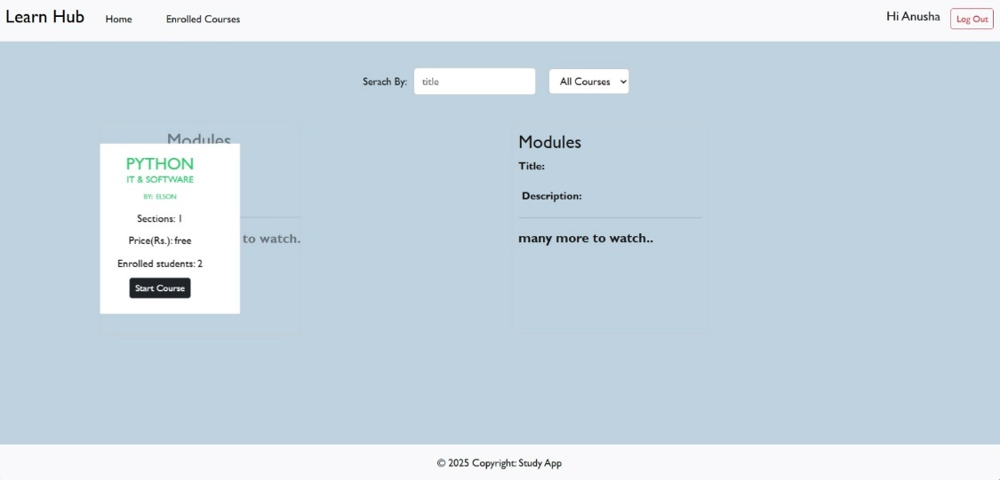 Learn Hub Home Enrolled Courses Hi Anusha Log Out
Serach By: title All Courses
Modules
PYTHON
IT & SOFTWARE
BY: ELSON
Sections: 1
Price(Rs.): free
Enrolled students: 2
Start Course
to watch.
Modules
Title:
Description:
many more to watch..
© 2025 Copyright: Study App